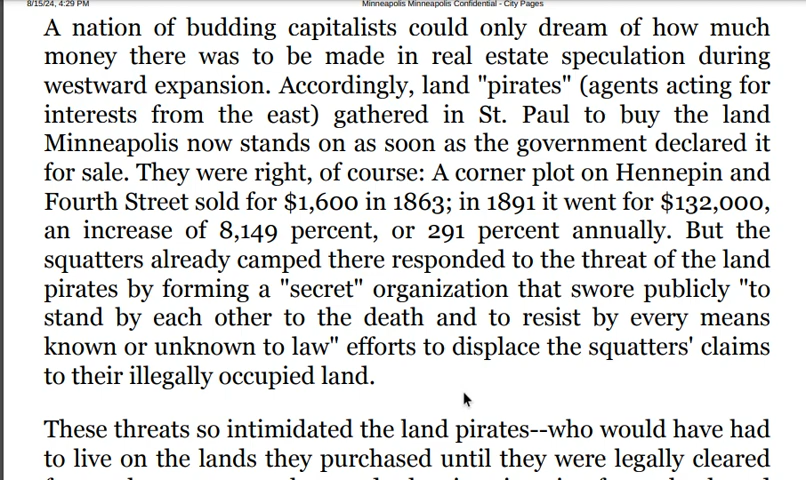 8/15/24, 4:29 PM Minneapolis Minneapolis Confidential - City Pages
A nation of budding capitalists could only dream of how much
money there was to be made in real estate speculation during
westward expansion. Accordingly, land "pirates" (agents acting for
interests from the east) gathered in St. Paul to buy the land
Minneapolis now stands on as soon as the government declared it
for sale. They were right, of course: A corner plot on Hennepin and
Fourth Street sold for $1,600 in 1863; in 1891 it went for $132,000,
an increase of 8,149 percent, or 291 percent annually. But the
squatters already camped there responded to the threat of the land
pirates by forming a "secret" organization that swore publicly "to
stand by each other to the death and to resist by every means
known or unknown to law" efforts to displace the squatters' claims
to their illegally occupied land.
These threats so intimidated the land pirates--who would have had
to live on the lands they purchased until they were legally cleared